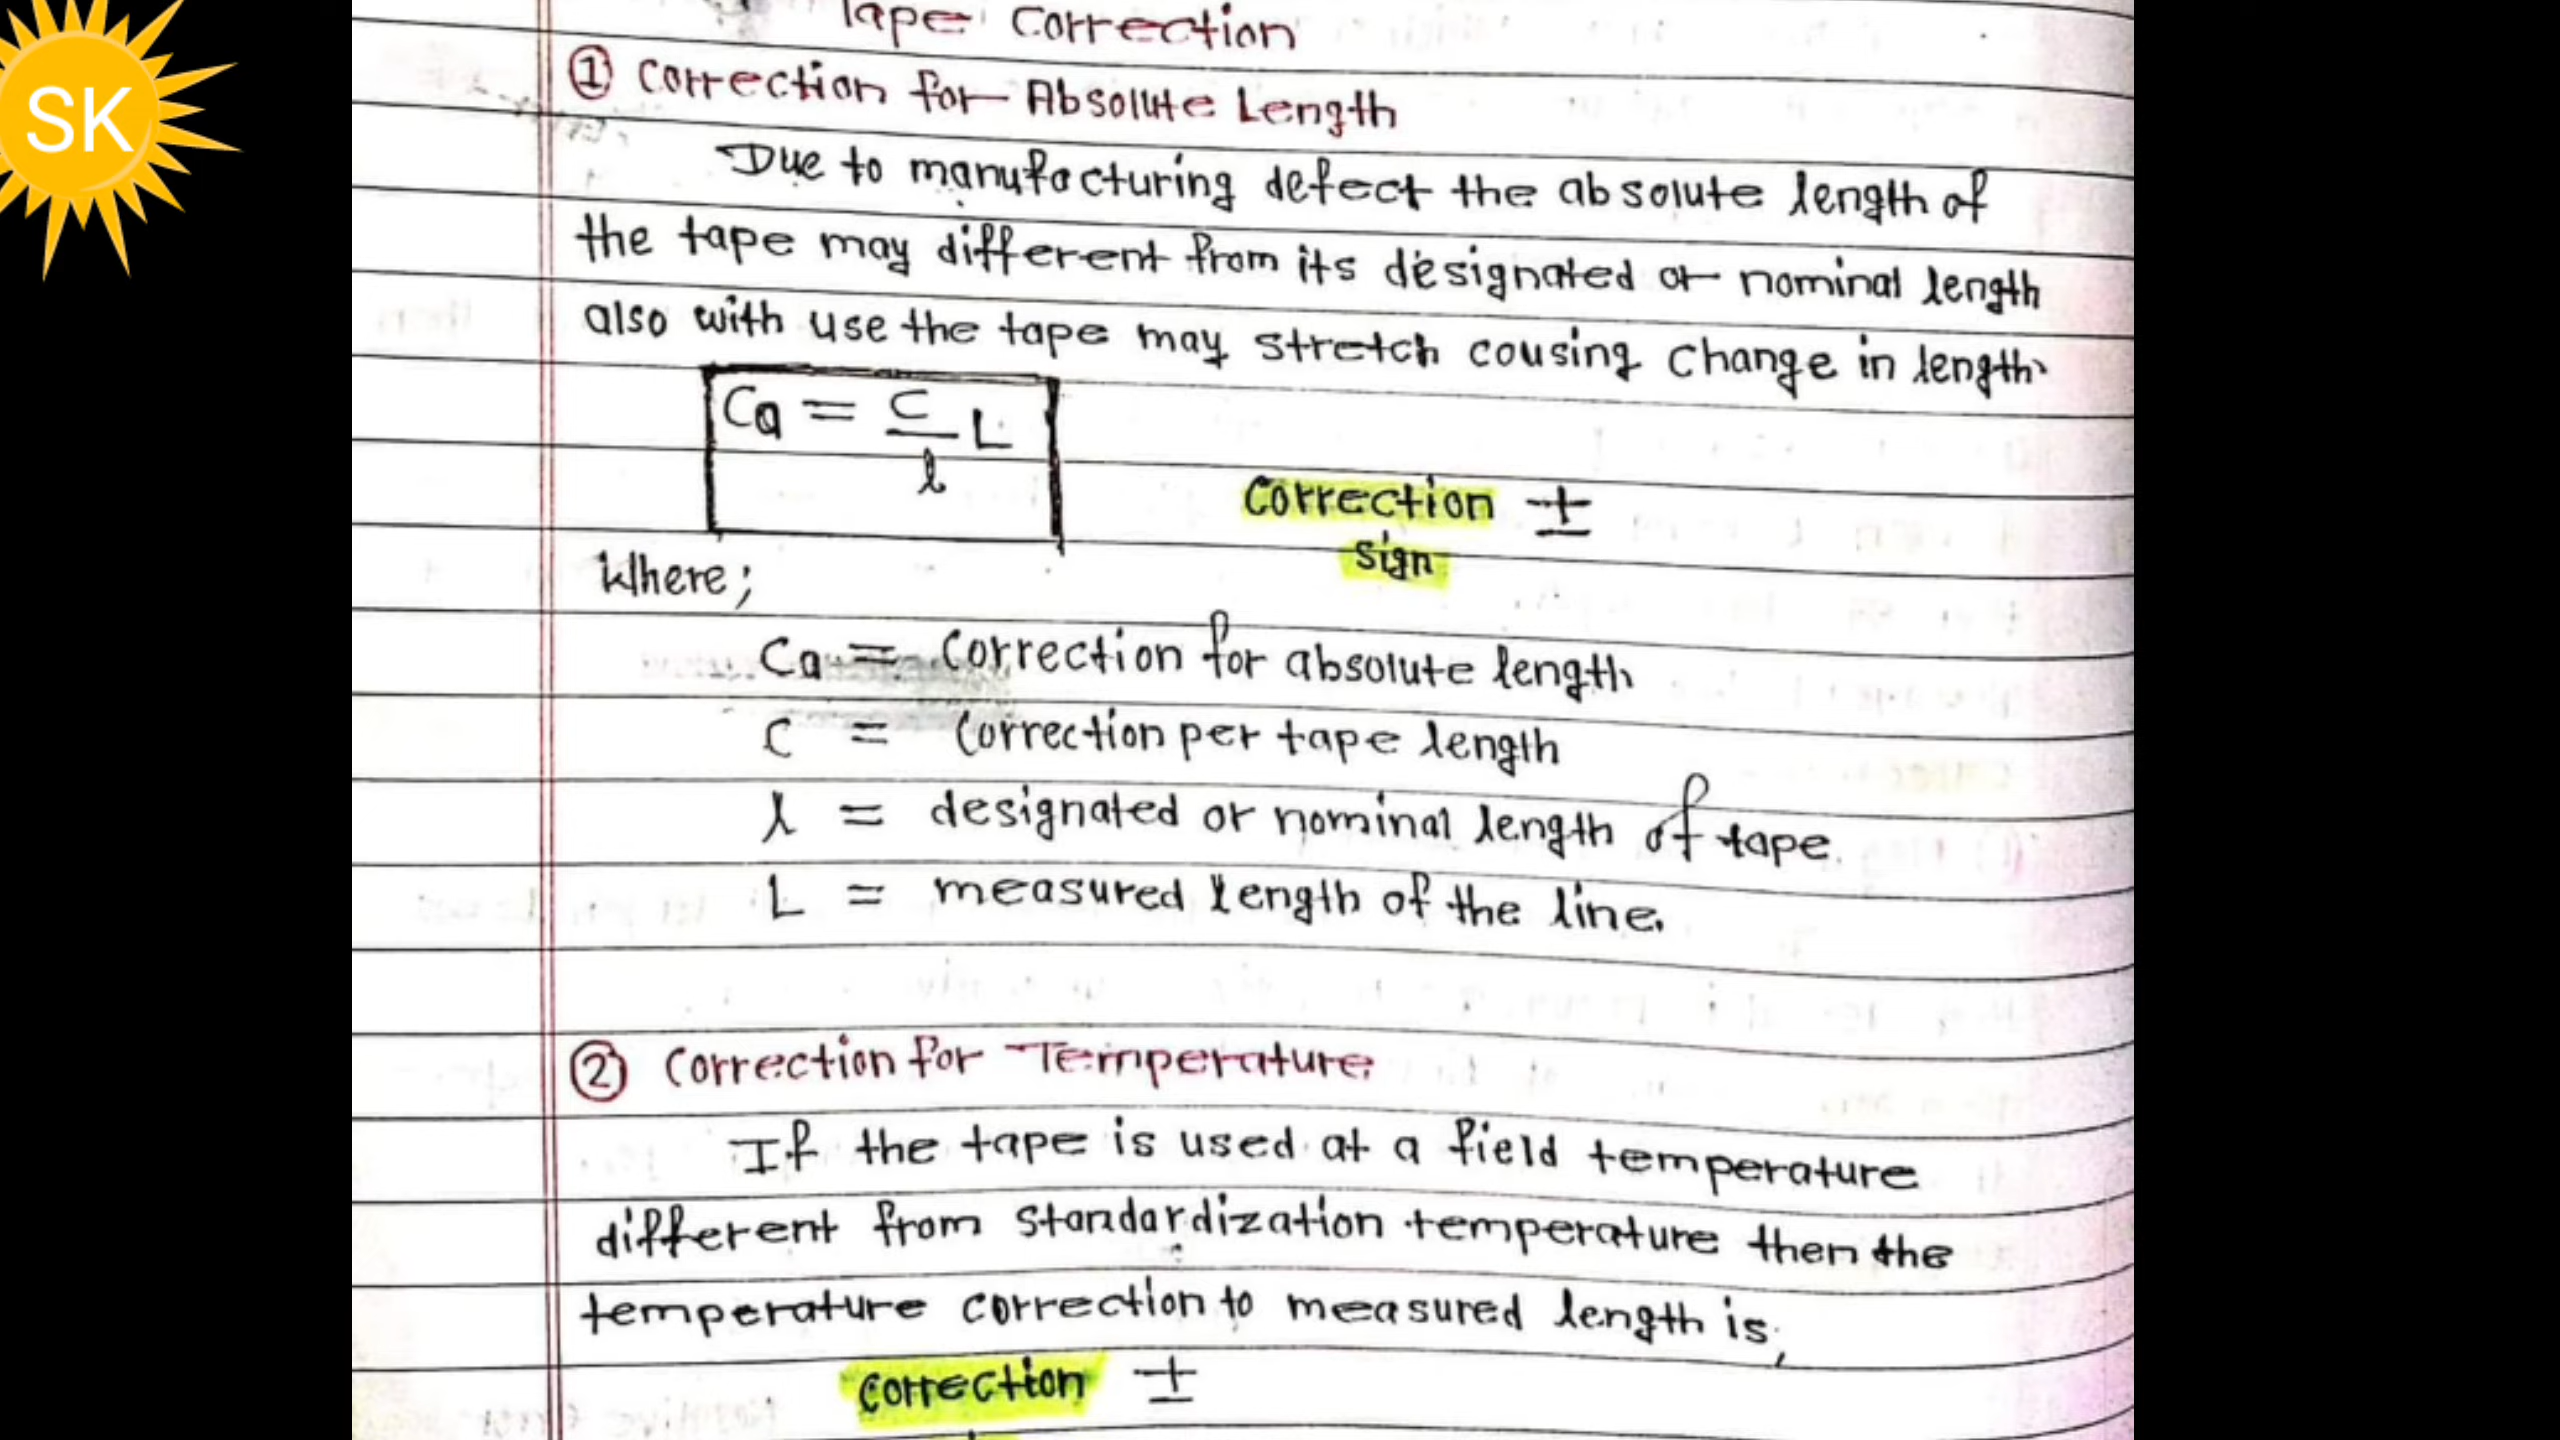 SK
Tape Correction
① Correction for Absolute Length
Due to manufacturing defect the absolute length of
the tape may different from its designated or nominal length
also with use the tape may stretch cousing change in length.
Ca = C/l L
Correction ±
sign
Where;
Ca = Correction for absolute length
C = Correction per tape length
l = designated or nominal length of tape
L = measured length of the line.
② Correction for Temperature
If the tape is used at a field temperature
different from standardization temperature then the
temperature correction to measured length is,
Correction ±